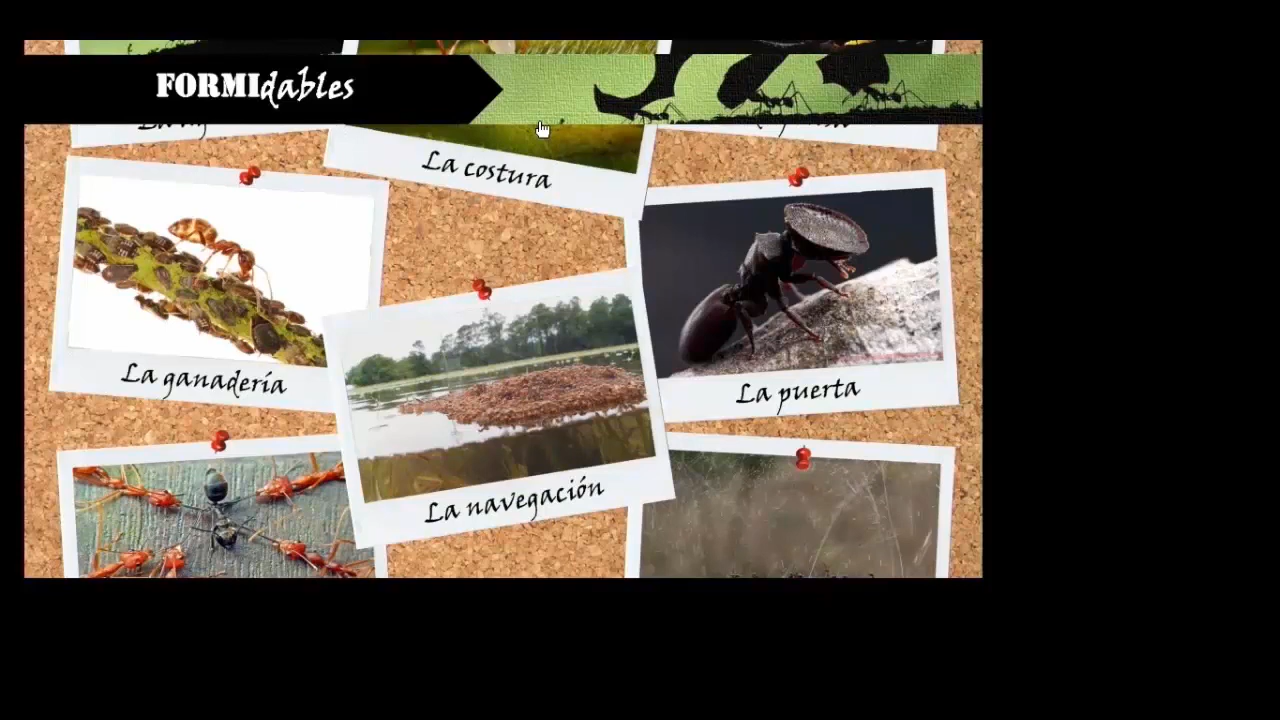 FORMIdables
La costura
La ganadería
La puerta
La navegación